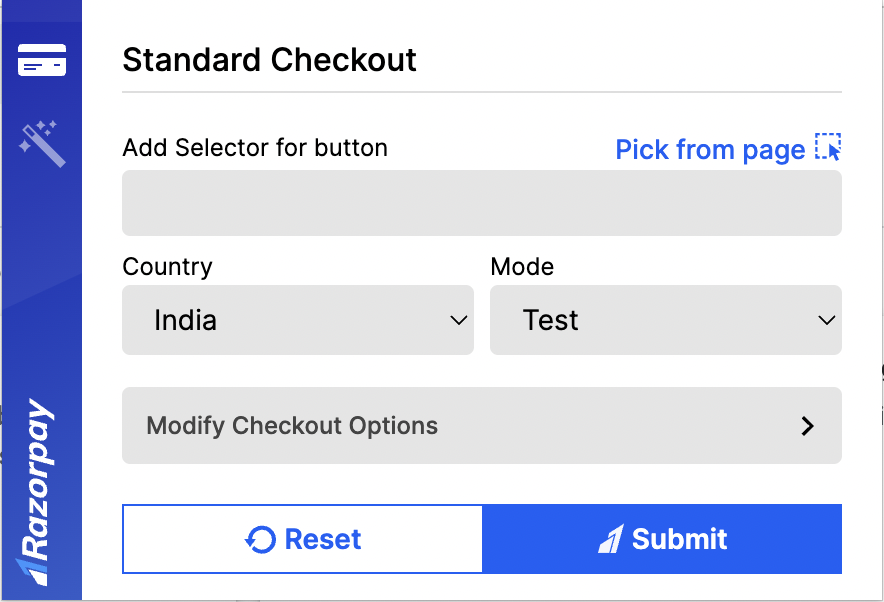 Standard Checkout
Add Selector for button
Pick from page
Country
Mode
India
Test
Modify Checkout Options
Reset
Submit
Razorpay